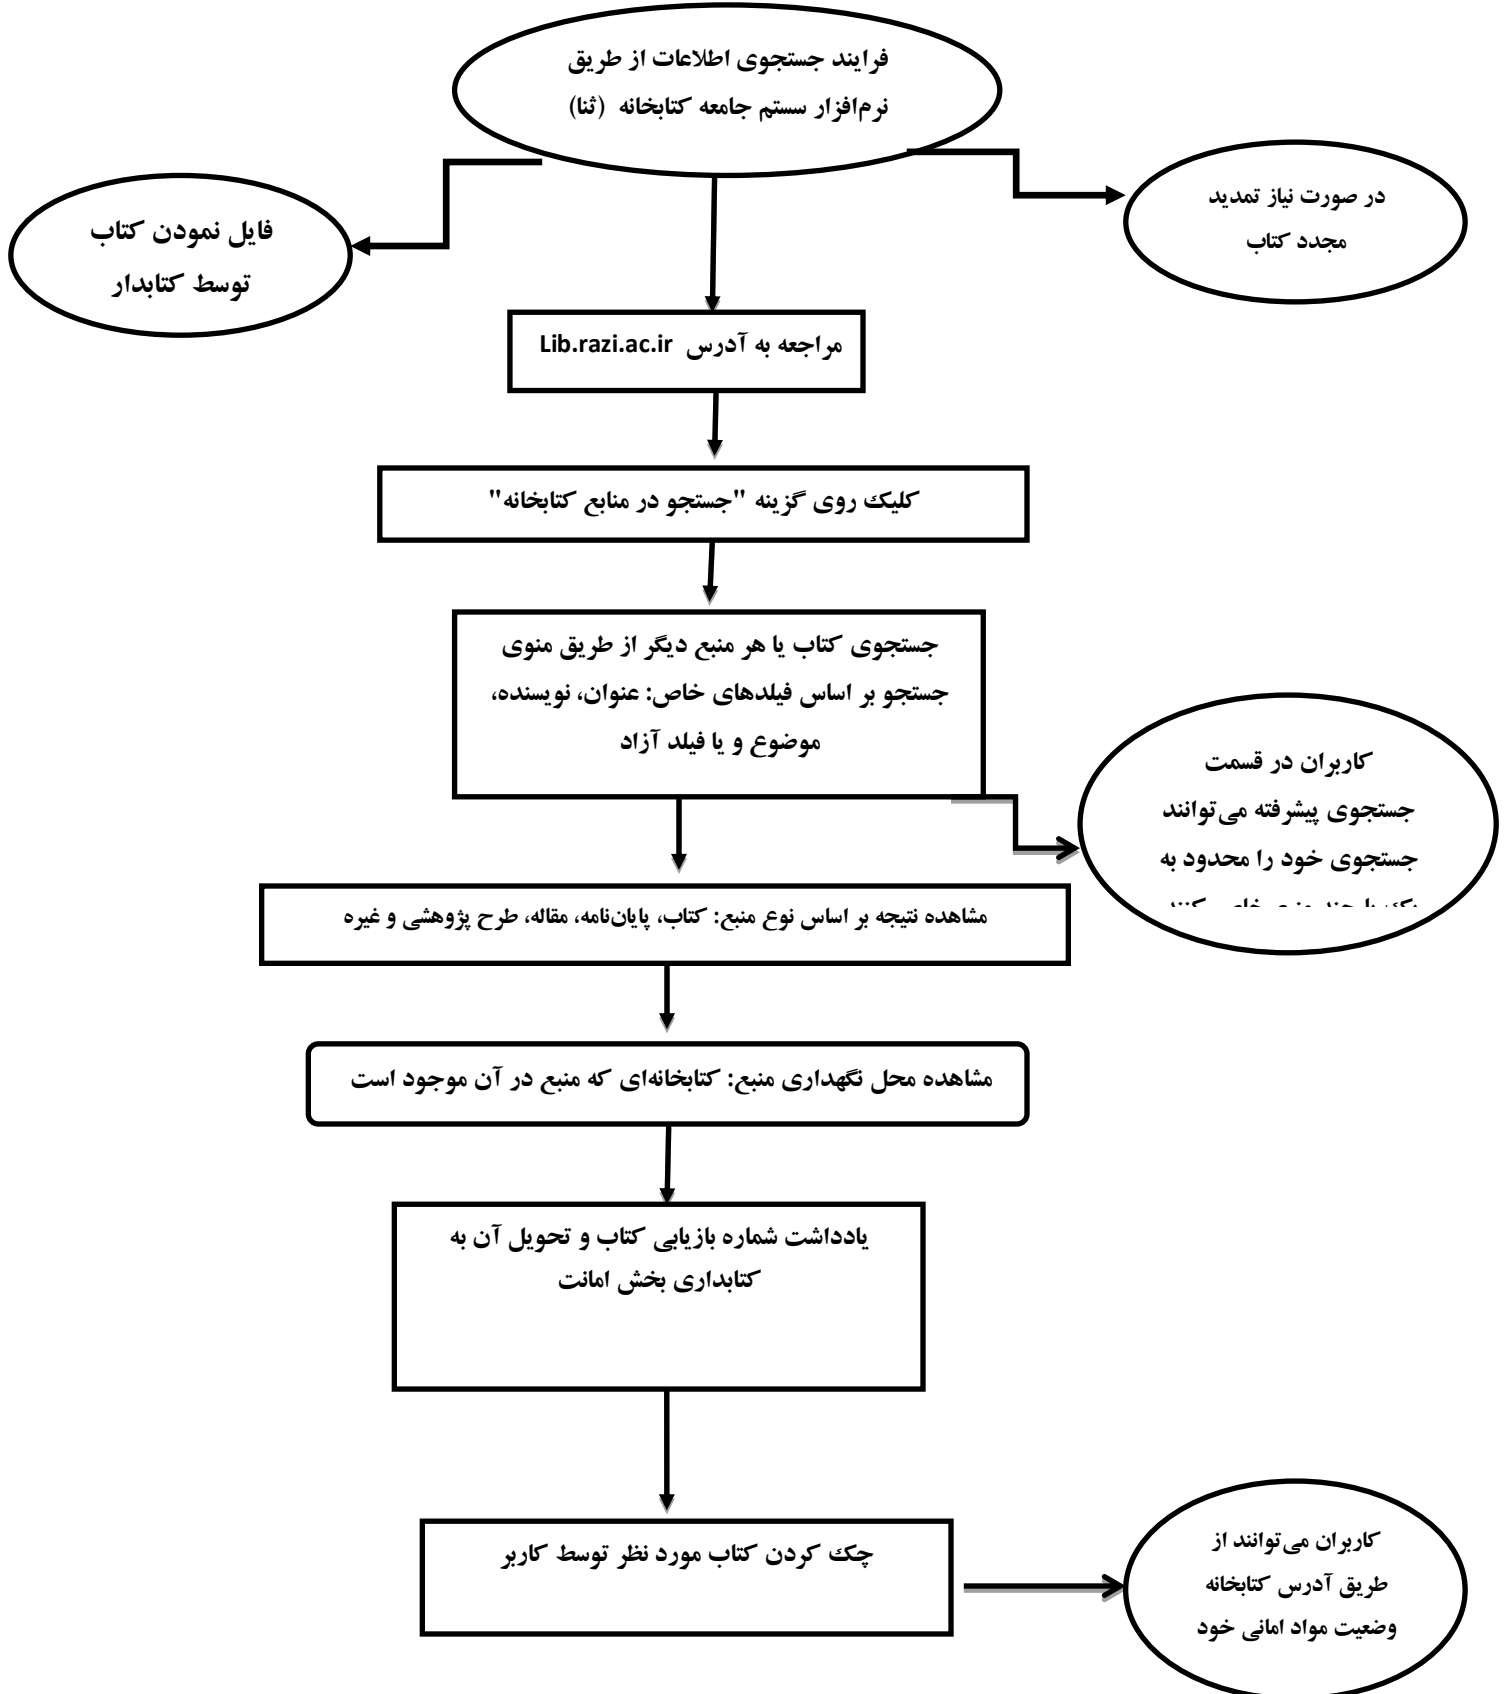 فرایند جستجوی اطلاعات از طریق
نرم‌افزار سستم جامعه کتابخانه (ثنا)
در صورت نیاز تمدید
مجدد کتاب
فایل نمودن کتاب
توسط کتابدار
مراجعه به آدرس Lib.razi.ac.ir
کلیک روی گزینه "جستجو در منابع کتابخانه"
جستجوی کتاب یا هر منبع دیگر از طریق منوی
جستجو بر اساس فیلدهای خاص: عنوان، نویسنده،
موضوع و یا فیلد آزاد
کاربران در قسمت
جستجوی پیشرفته می‌توانند
جستجوی خود را محدود به
مشاهده نتیجه بر اساس نوع منبع: کتاب، پایان‌نامه، مقاله، طرح پژوهشی و غیره
مشاهده محل نگهداری منبع: کتابخانه‌ای که منبع در آن موجود است
یادداشت شماره بازیابی کتاب و تحویل آن به
کتابداری بخش امانت
چک کردن کتاب مورد نظر توسط کاربر
کاربران می‌توانند از
طریق آدرس کتابخانه
وضعیت مواد امانی خود